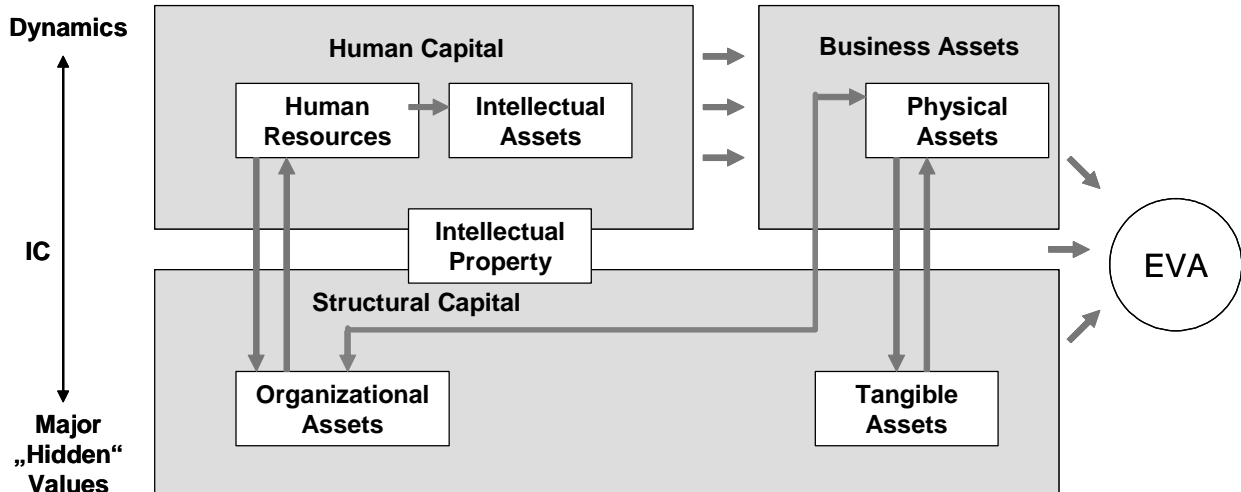 Dynamics
IC
Major
„Hidden“
Values
Human Capital
Human
Resources
Intellectual
Assets
Business Assets
Physical
Assets
Intellectual
Property
Structural Capital
Organizational
Assets
Tangible
Assets
EVA